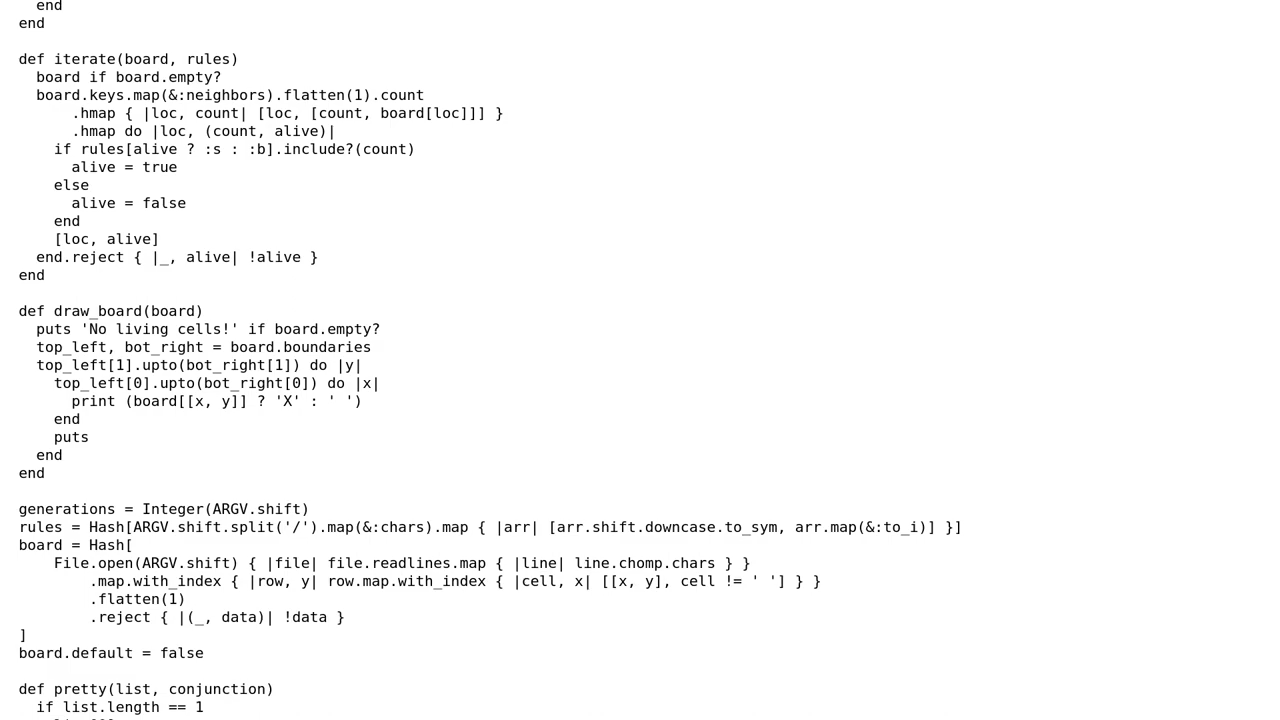 end
end

def iterate(board, rules)
  board if board.empty?
  board.keys.map(&:neighbors).flatten(1).count
      .hmap { |loc, count| [loc, [count, board[loc]]] }
      .hmap do |loc, (count, alive)|
    if rules[alive ? :s : :b].include?(count)
      alive = true
    else
      alive = false
    end
    [loc, alive]
  end.reject { |_, alive| !alive }
end

def draw_board(board)
  puts 'No living cells!' if board.empty?
  top_left, bot_right = board.boundaries
  top_left[1].upto(bot_right[1]) do |y|
    top_left[0].upto(bot_right[0]) do |x|
      print (board[[x, y]] ? 'X' : ' ')
    end
    puts
  end
end

generations = Integer(ARGV.shift)
rules = Hash[ARGV.shift.split('/').map(&:chars).map { |arr| [arr.shift.downcase.to_sym, arr.map(&:to_i)] }]
board = Hash[
    File.open(ARGV.shift) { |file| file.readlines.map { |line| line.chomp.chars } }
        .map.with_index { |row, y| row.map.with_index { |cell, x| [[x, y], cell != ' '] } }
        .flatten(1)
        .reject { |(_, data)| !data }
]
board.default = false

def pretty(list, conjunction)
  if list.length == 1